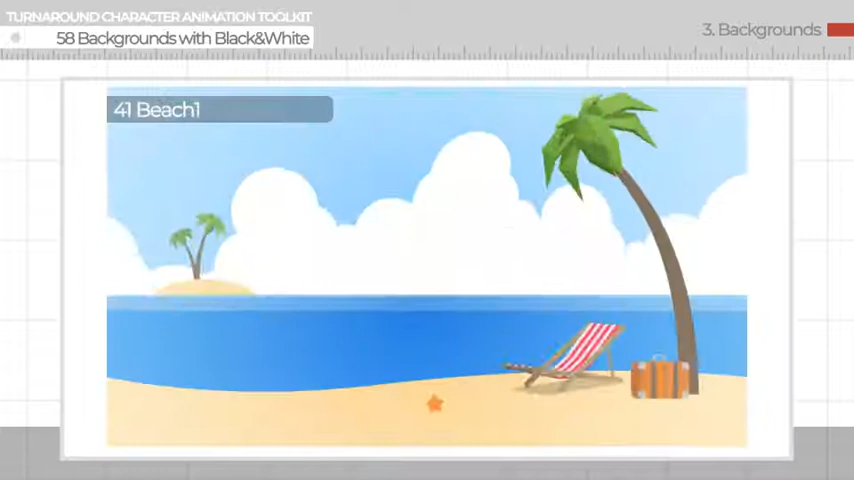 TURNAROUND CHARACTER ANIMATION TOOLKIT
58 Backgrounds with Black&White
3. Backgrounds
41 Beach1